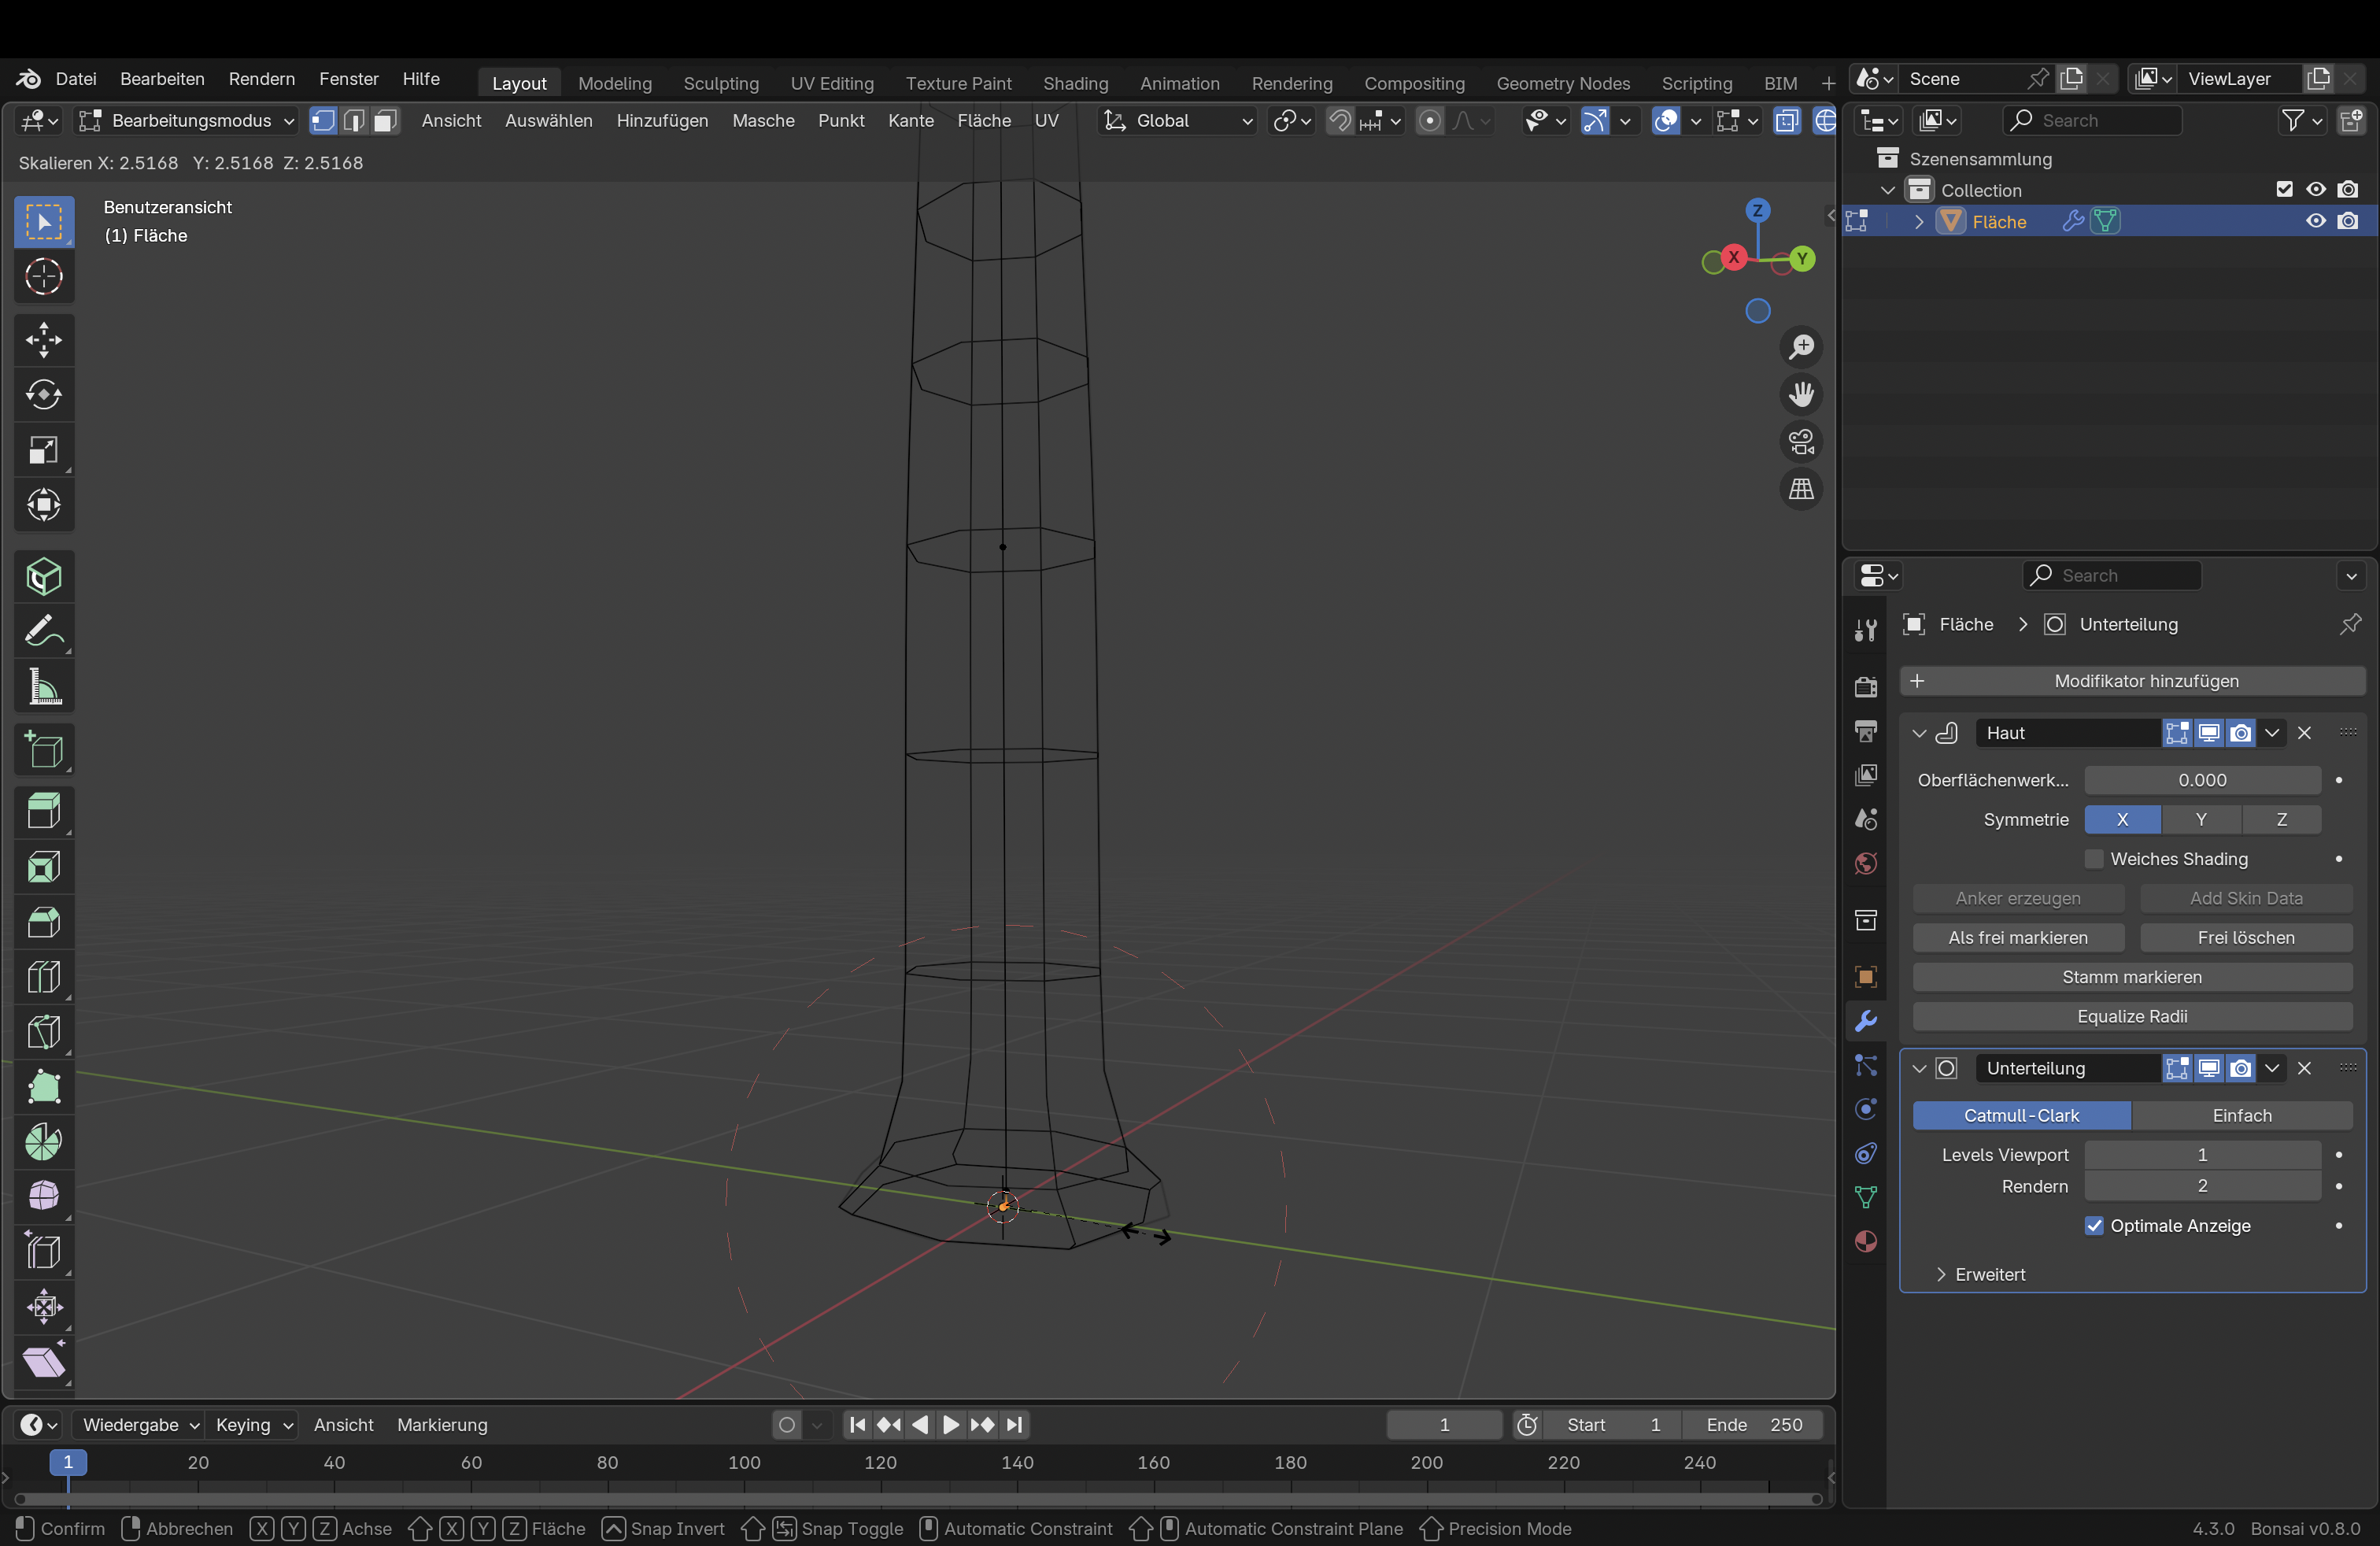 Datei Bearbeiten Rendern Fenster Hilfe Layout Modeling Sculpting UV Editing Texture Paint Shading Animation Rendering Compositing Geometry Nodes Scripting BIM + Scene ViewLayer
Bearbeitungsmodus Ansicht Auswählen Hinzufügen Masche Punkt Kante Fläche UV Global Search
Skalieren X: 2.5168 Y: 2.5168 Z: 2.5168
Szenensammlung
Collection
Fläche
Benutzeransicht
(1) Fläche
Z
X Y
Search
Fläche > Unterteilung
+ Modifikator hinzufügen
Haut
Oberflächenwerk... 0.000
Symmetrie X Y Z
Weiches Shading
Anker erzeugen Add Skin Data
Als frei markieren Frei löschen
Stamm markieren
Equalize Radii
Unterteilung
Catmull-Clark Einfach
Levels Viewport 1
Rendern 2
Optimale Anzeige
Erweitert
Wiedergabe Keying Ansicht Markierung 1 Start 1 Ende 250
1 20 40 60 80 100 120 140 160 180 200 220 240
Confirm Abbrechen X Y Z Achse X Y Z Fläche Snap Invert Snap Toggle Automatic Constraint Automatic Constraint Plane Precision Mode 4.3.0 Bonsai v0.8.0